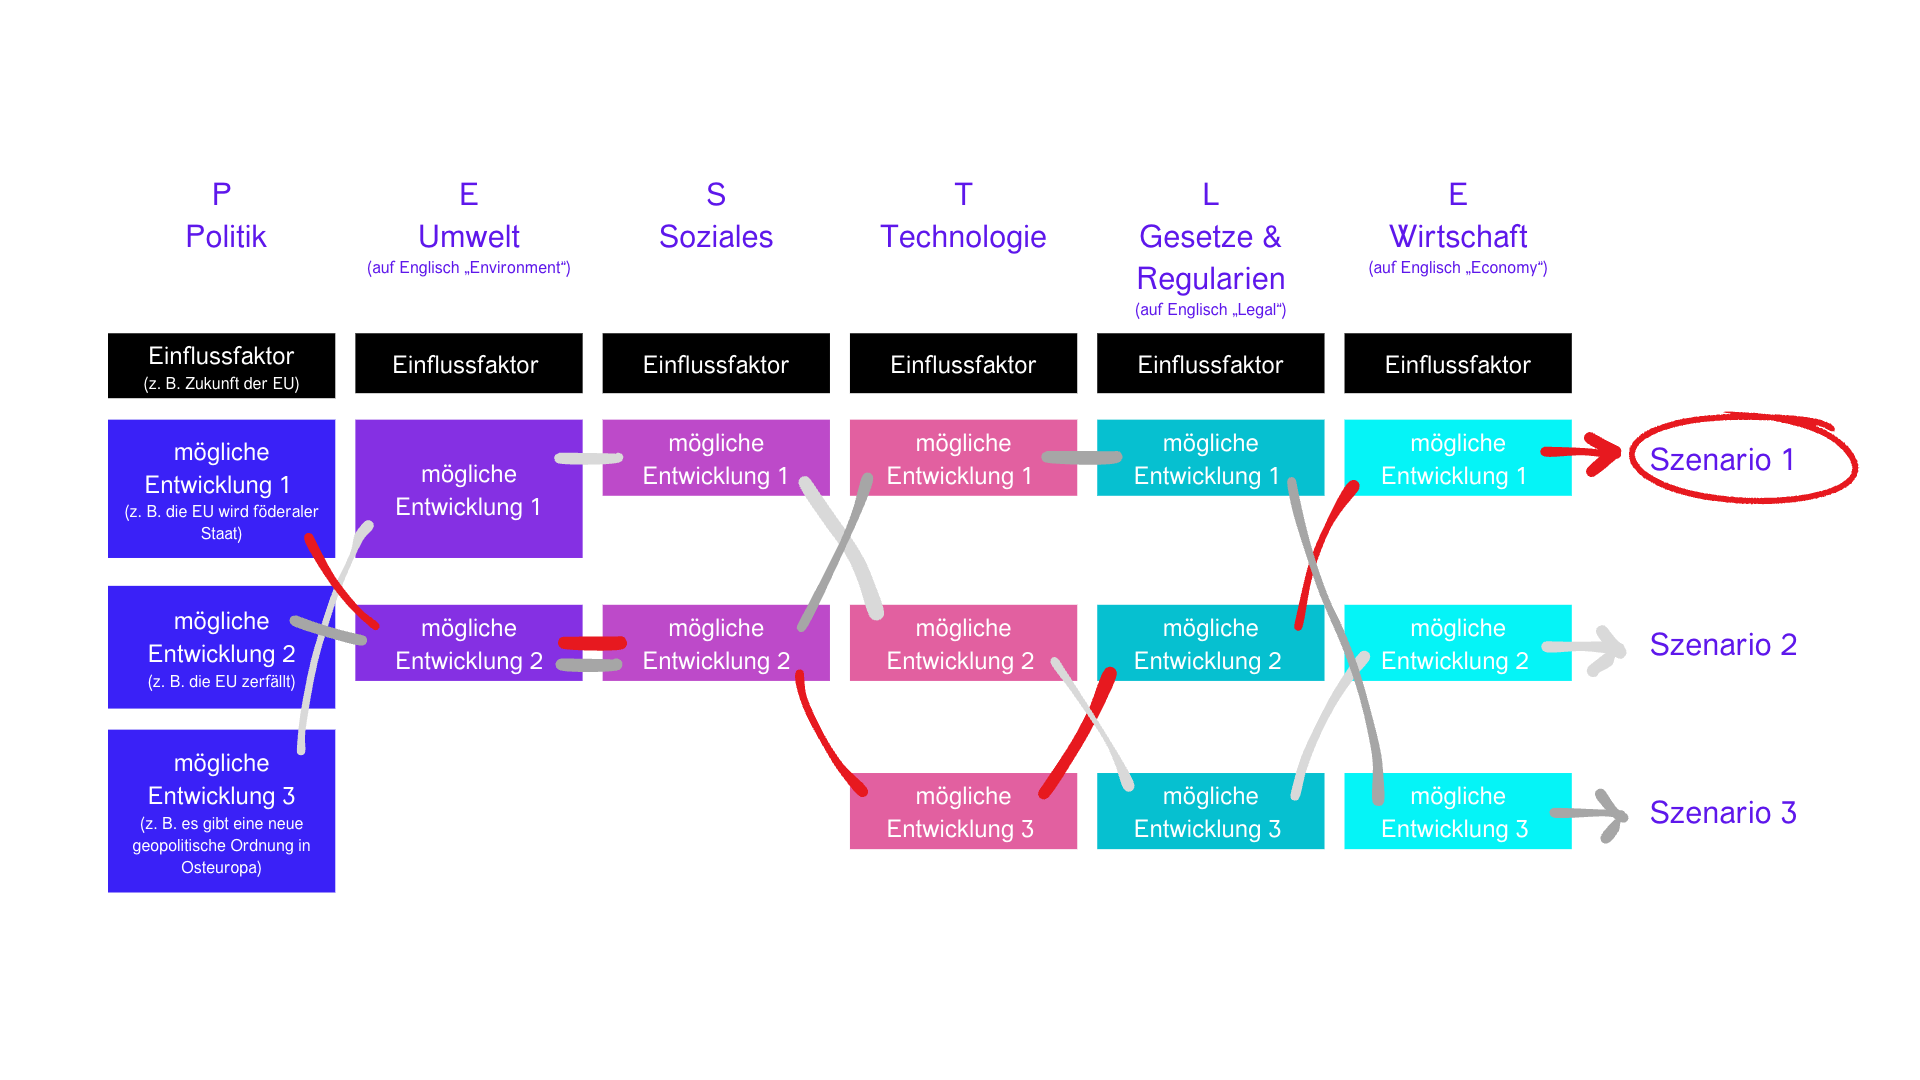 P
Politik
E
Umwelt
(auf Englisch „Environment“)
S
Soziales
T
Technologie
L
Gesetze &
Regularien
(auf Englisch „Legal“)
E
Wirtschaft
(auf Englisch „Economy“)
Einflussfaktor
(z. B. Zukunft der EU)
Einflussfaktor
Einflussfaktor
Einflussfaktor
Einflussfaktor
Einflussfaktor
mögliche
Entwicklung 1
(z. B. die EU wird föderaler
Staat)
mögliche
Entwicklung 1
mögliche
Entwicklung 1
mögliche
Entwicklung 1
mögliche
Entwicklung 1
mögliche
Entwicklung 1
Szenario 1
mögliche
Entwicklung 2
(z. B. die EU zerfällt)
mögliche
Entwicklung 2
mögliche
Entwicklung 2
mögliche
Entwicklung 2
mögliche
Entwicklung 2
mögliche
Entwicklung 2
Szenario 2
mögliche
Entwicklung 3
(z. B. es gibt eine neue
geopolitische Ordnung in
Osteuropa)
mögliche
Entwicklung 3
mögliche
Entwicklung 3
mögliche
Entwicklung 3
Szenario 3